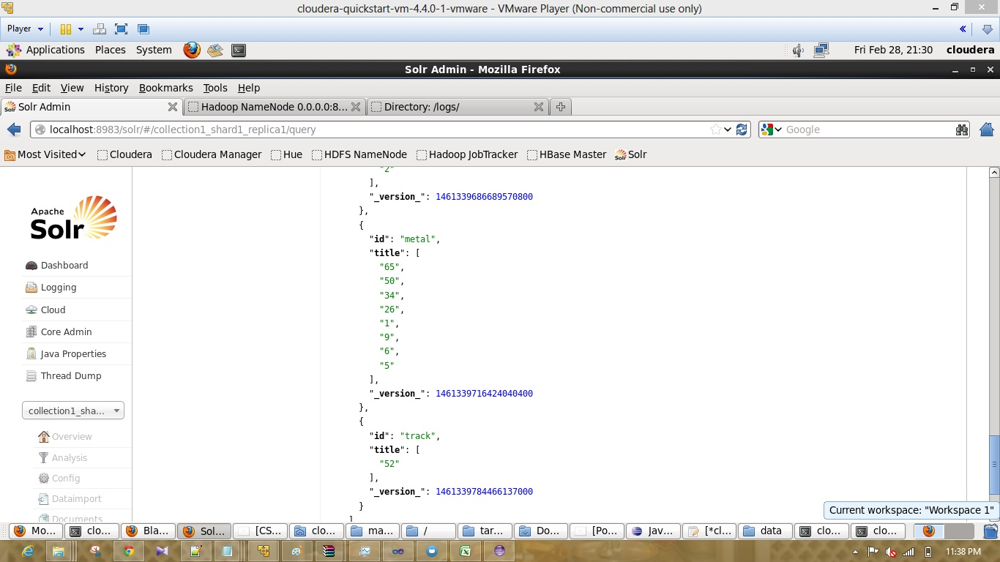 cloudera-quickstart-vm-4.4.0-1-vmware - VMware Player (Non-commercial use only)
Player
Applications Places System Fri Feb 28, 21:30 cloudera
Solr Admin - Mozilla Firefox
File Edit View History Bookmarks Tools Help
Solr Admin Hadoop NameNode 0.0.0.0:8... Directory: /logs/
localhost:8983/solr/#/collection1_shard1_replica1/query Google
Most Visited Cloudera Cloudera Manager Hue HDFS NameNode Hadoop JobTracker HBase Master Solr Solr
Apache
Solr
Dashboard
Logging
Cloud
Core Admin
Java Properties
Thread Dump
collection1_sha...
Overview
Analysis
Config
Dataimport
Documents
"2"
],
"_version_": 1461339686689570800
},
{
"id": "metal",
"title": [
"65",
"50",
"34",
"26",
"1",
"9",
"6",
"5"
],
"_version_": 1461339716424040400
},
{
"id": "track",
"title": [
"52"
],
"_version_": 1461339784466137000
}
]
Current workspace: "Workspace 1"
Mo... clo... Bla... Sol... [CS... clo... ma... / tar... Do... [Po... Jav... [*cl... data clo... clo...
11:38 PM